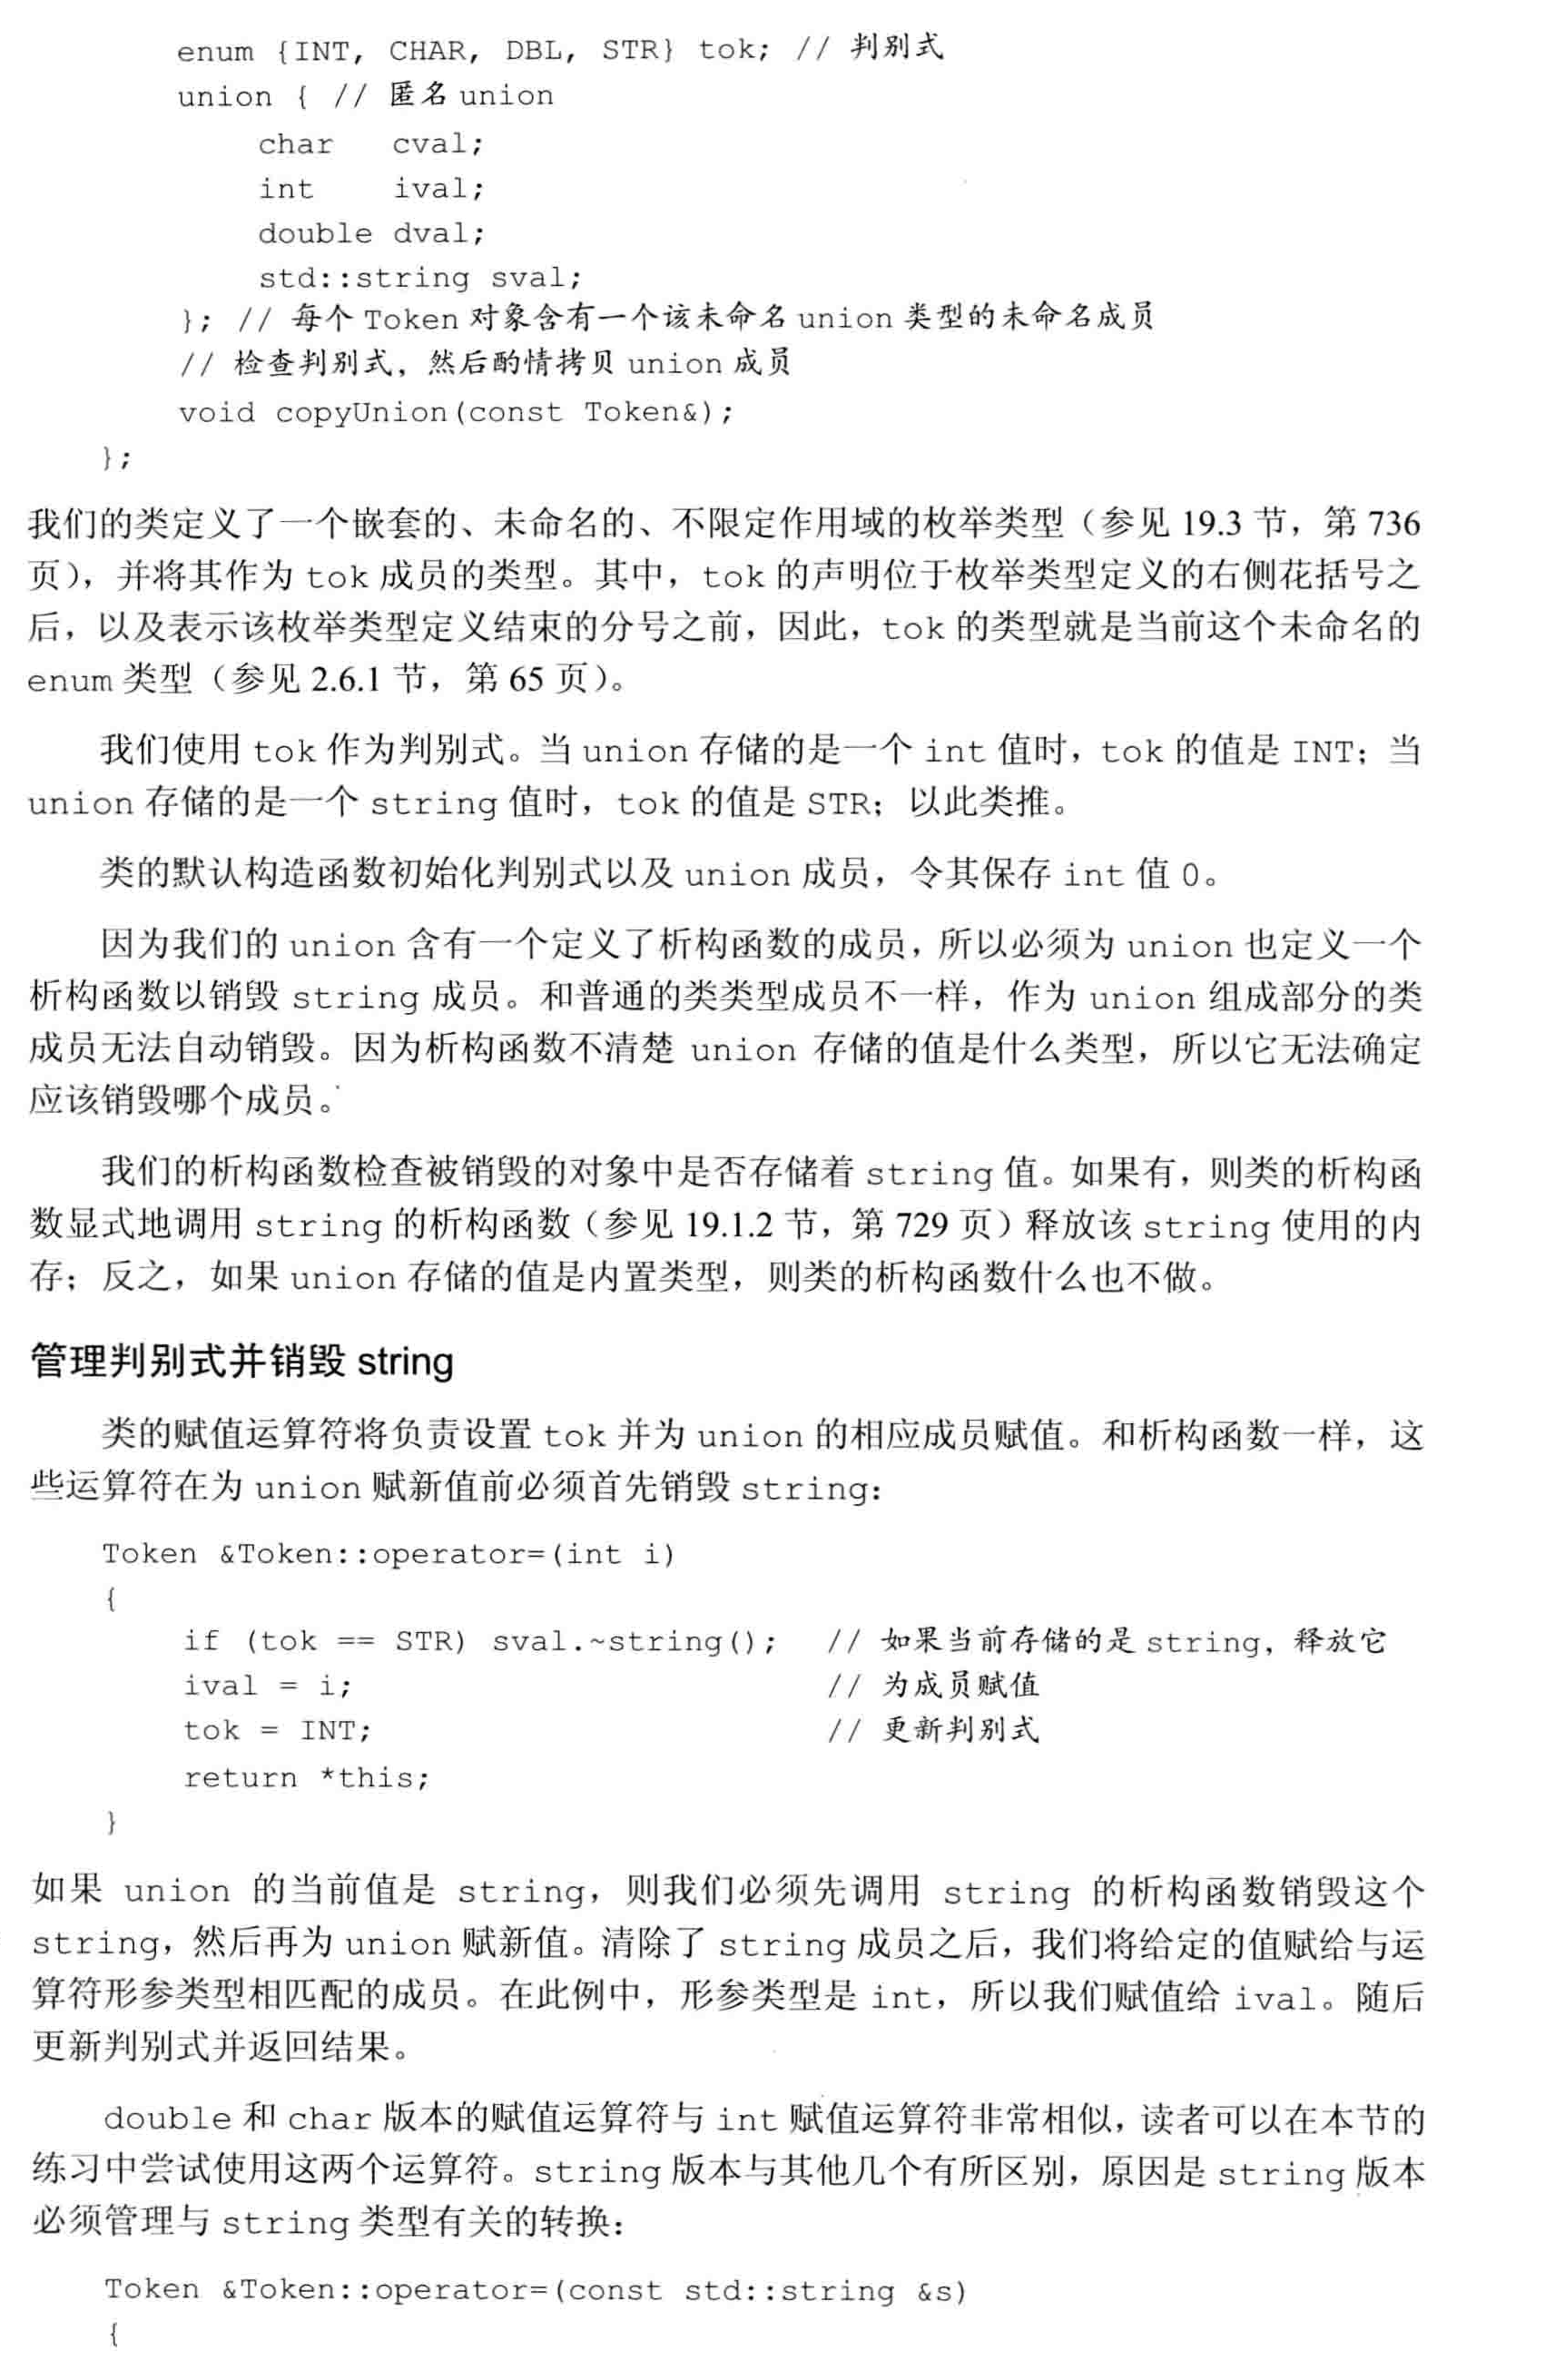 enum {INT, CHAR, DBL, STR} tok; // 判别式
union { // 匿名 union
char cval;
int ival;
double dval;
std::string sval;
}; // 每个 Token 对象含有一个该未命名 union 类型的未命名成员
// 检查判别式，然后酌情拷贝 union 成员
void copyUnion(const Token&);
};
我们的类定义了一个嵌套的、未命名的、不限定作用域的枚举类型（参见 19.3 节，第 736
页），并将其作为 tok 成员的类型。其中，tok 的声明位于枚举类型定义的右侧花括号之
后，以及表示该枚举类型定义结束的分号之前，因此，tok 的类型就是当前这个未命名的
enum 类型（参见 2.6.1 节，第 65 页）。
我们使用 tok 作为判别式。当 union 存储的是一个 int 值时，tok 的值是 INT；当
union 存储的是一个 string 值时，tok 的值是 STR；以此类推。
类的默认构造函数初始化判别式以及 union 成员，令其保存 int 值 0。
因为我们的 union 含有一个定义了析构函数的成员，所以必须为 union 也定义一个
析构函数以销毁 string 成员。和普通的类类型成员不一样，作为 union 组成部分的类
成员无法自动销毁。因为析构函数不清楚 union 存储的值是什么类型，所以它无法确定
应该销毁哪个成员。
我们的析构函数检查被销毁的对象中是否存储着 string 值。如果有，则类的析构函
数显式地调用 string 的析构函数（参见 19.1.2 节，第 729 页）释放该 string 使用的内
存；反之，如果 union 存储的值是内置类型，则类的析构函数什么也不做。
管理判别式并销毁 string
类的赋值运算符将负责设置 tok 并为 union 的相应成员赋值。和析构函数一样，这
些运算符在为 union 赋新值前必须首先销毁 string：
Token &Token::operator=(int i)
{
if (tok == STR) sval.~string(); // 如果当前存储的是 string，释放它
ival = i; // 为成员赋值
tok = INT; // 更新判别式
return *this;
}
如果 union 的当前值是 string，则我们必须先调用 string 的析构函数销毁这个
string，然后再为 union 赋新值。清除了 string 成员之后，我们将给定的值赋给与运
算符形参类型相匹配的成员。在此例中，形参类型是 int，所以我们赋值给 ival。随后
更新判别式并返回结果。
double 和 char 版本的赋值运算符与 int 赋值运算符非常相似，读者可以在本节的
练习中尝试使用这两个运算符。string 版本与其他几个有所区别，原因是 string 版本
必须管理与 string 类型有关的转换：
Token &Token::operator=(const std::string &s)
{